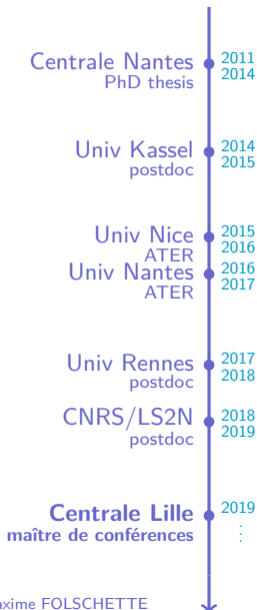 Centrale Nantes 2011
PhD thesis 2014
Univ Kassel 2014
postdoc 2015
Univ Nice 2015
ATER 2016
Univ Nantes 2016
ATER 2017
Univ Rennes 2017
postdoc 2018
CNRS/LS2N 2018
postdoc 2019
Centrale Lille 2019
maître de conférences ⋮
axime FOLSCHETTE